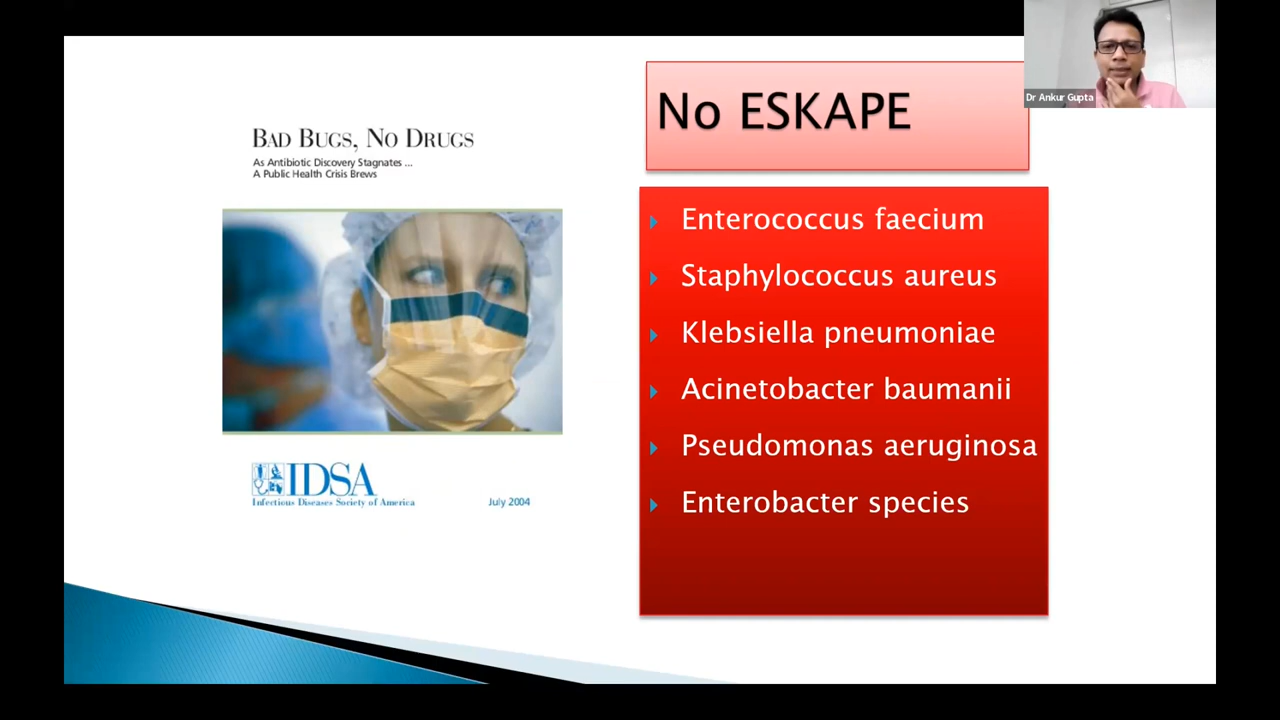 Dr Ankur Gupta
No ESKAPE
BAD BUGS, NO DRUGS
As Antibiotic Discovery Stagnates ...
A Public Health Crisis Brews
IDSA
Infectious Diseases Society of America
July 2004
Enterococcus faecium
Staphylococcus aureus
Klebsiella pneumoniae
Acinetobacter baumanii
Pseudomonas aeruginosa
Enterobacter species